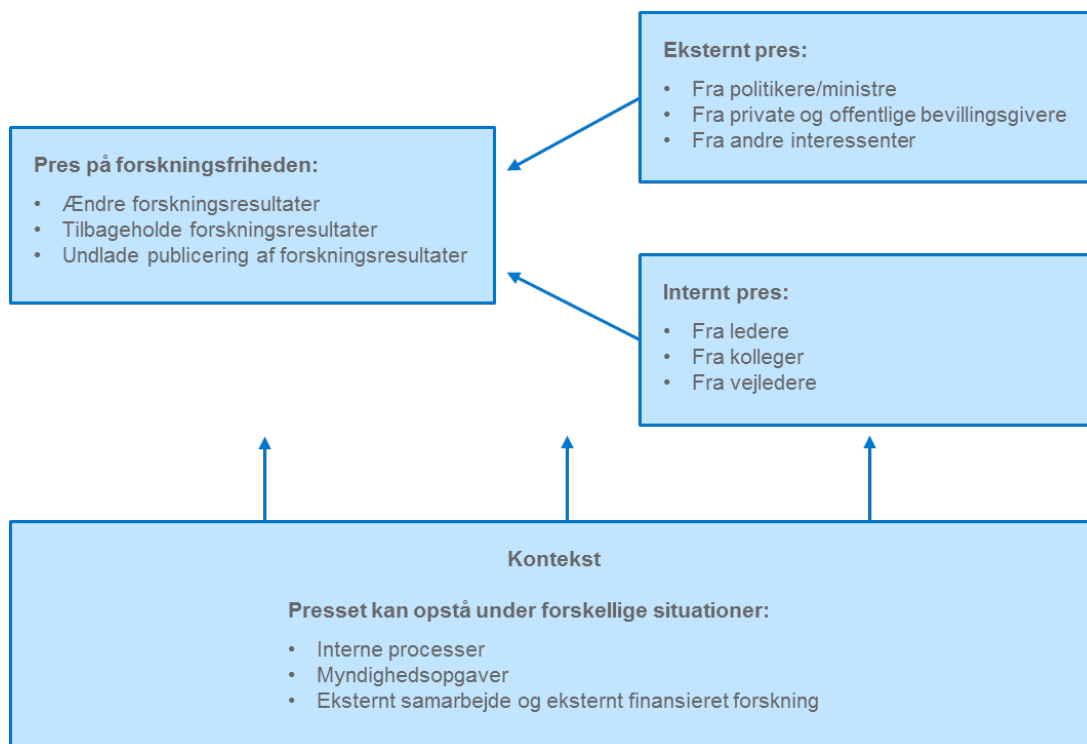 Eksternt pres:
• Fra politikere/ministre
• Fra private og offentlige bevillingsgivere
• Fra andre interessenter
Pres på forskningsfriheden:
• Ændre forskningsresultater
• Tilbageholde forskningsresultater
• Undlade publicering af forskningsresultater
Internt pres:
• Fra ledere
• Fra kolleger
• Fra vejledere
Kontekst
Presset kan opstå under forskellige situationer:
• Interne processer
• Myndighedsopgaver
• Eksternt samarbejde og eksternt finansieret forskning